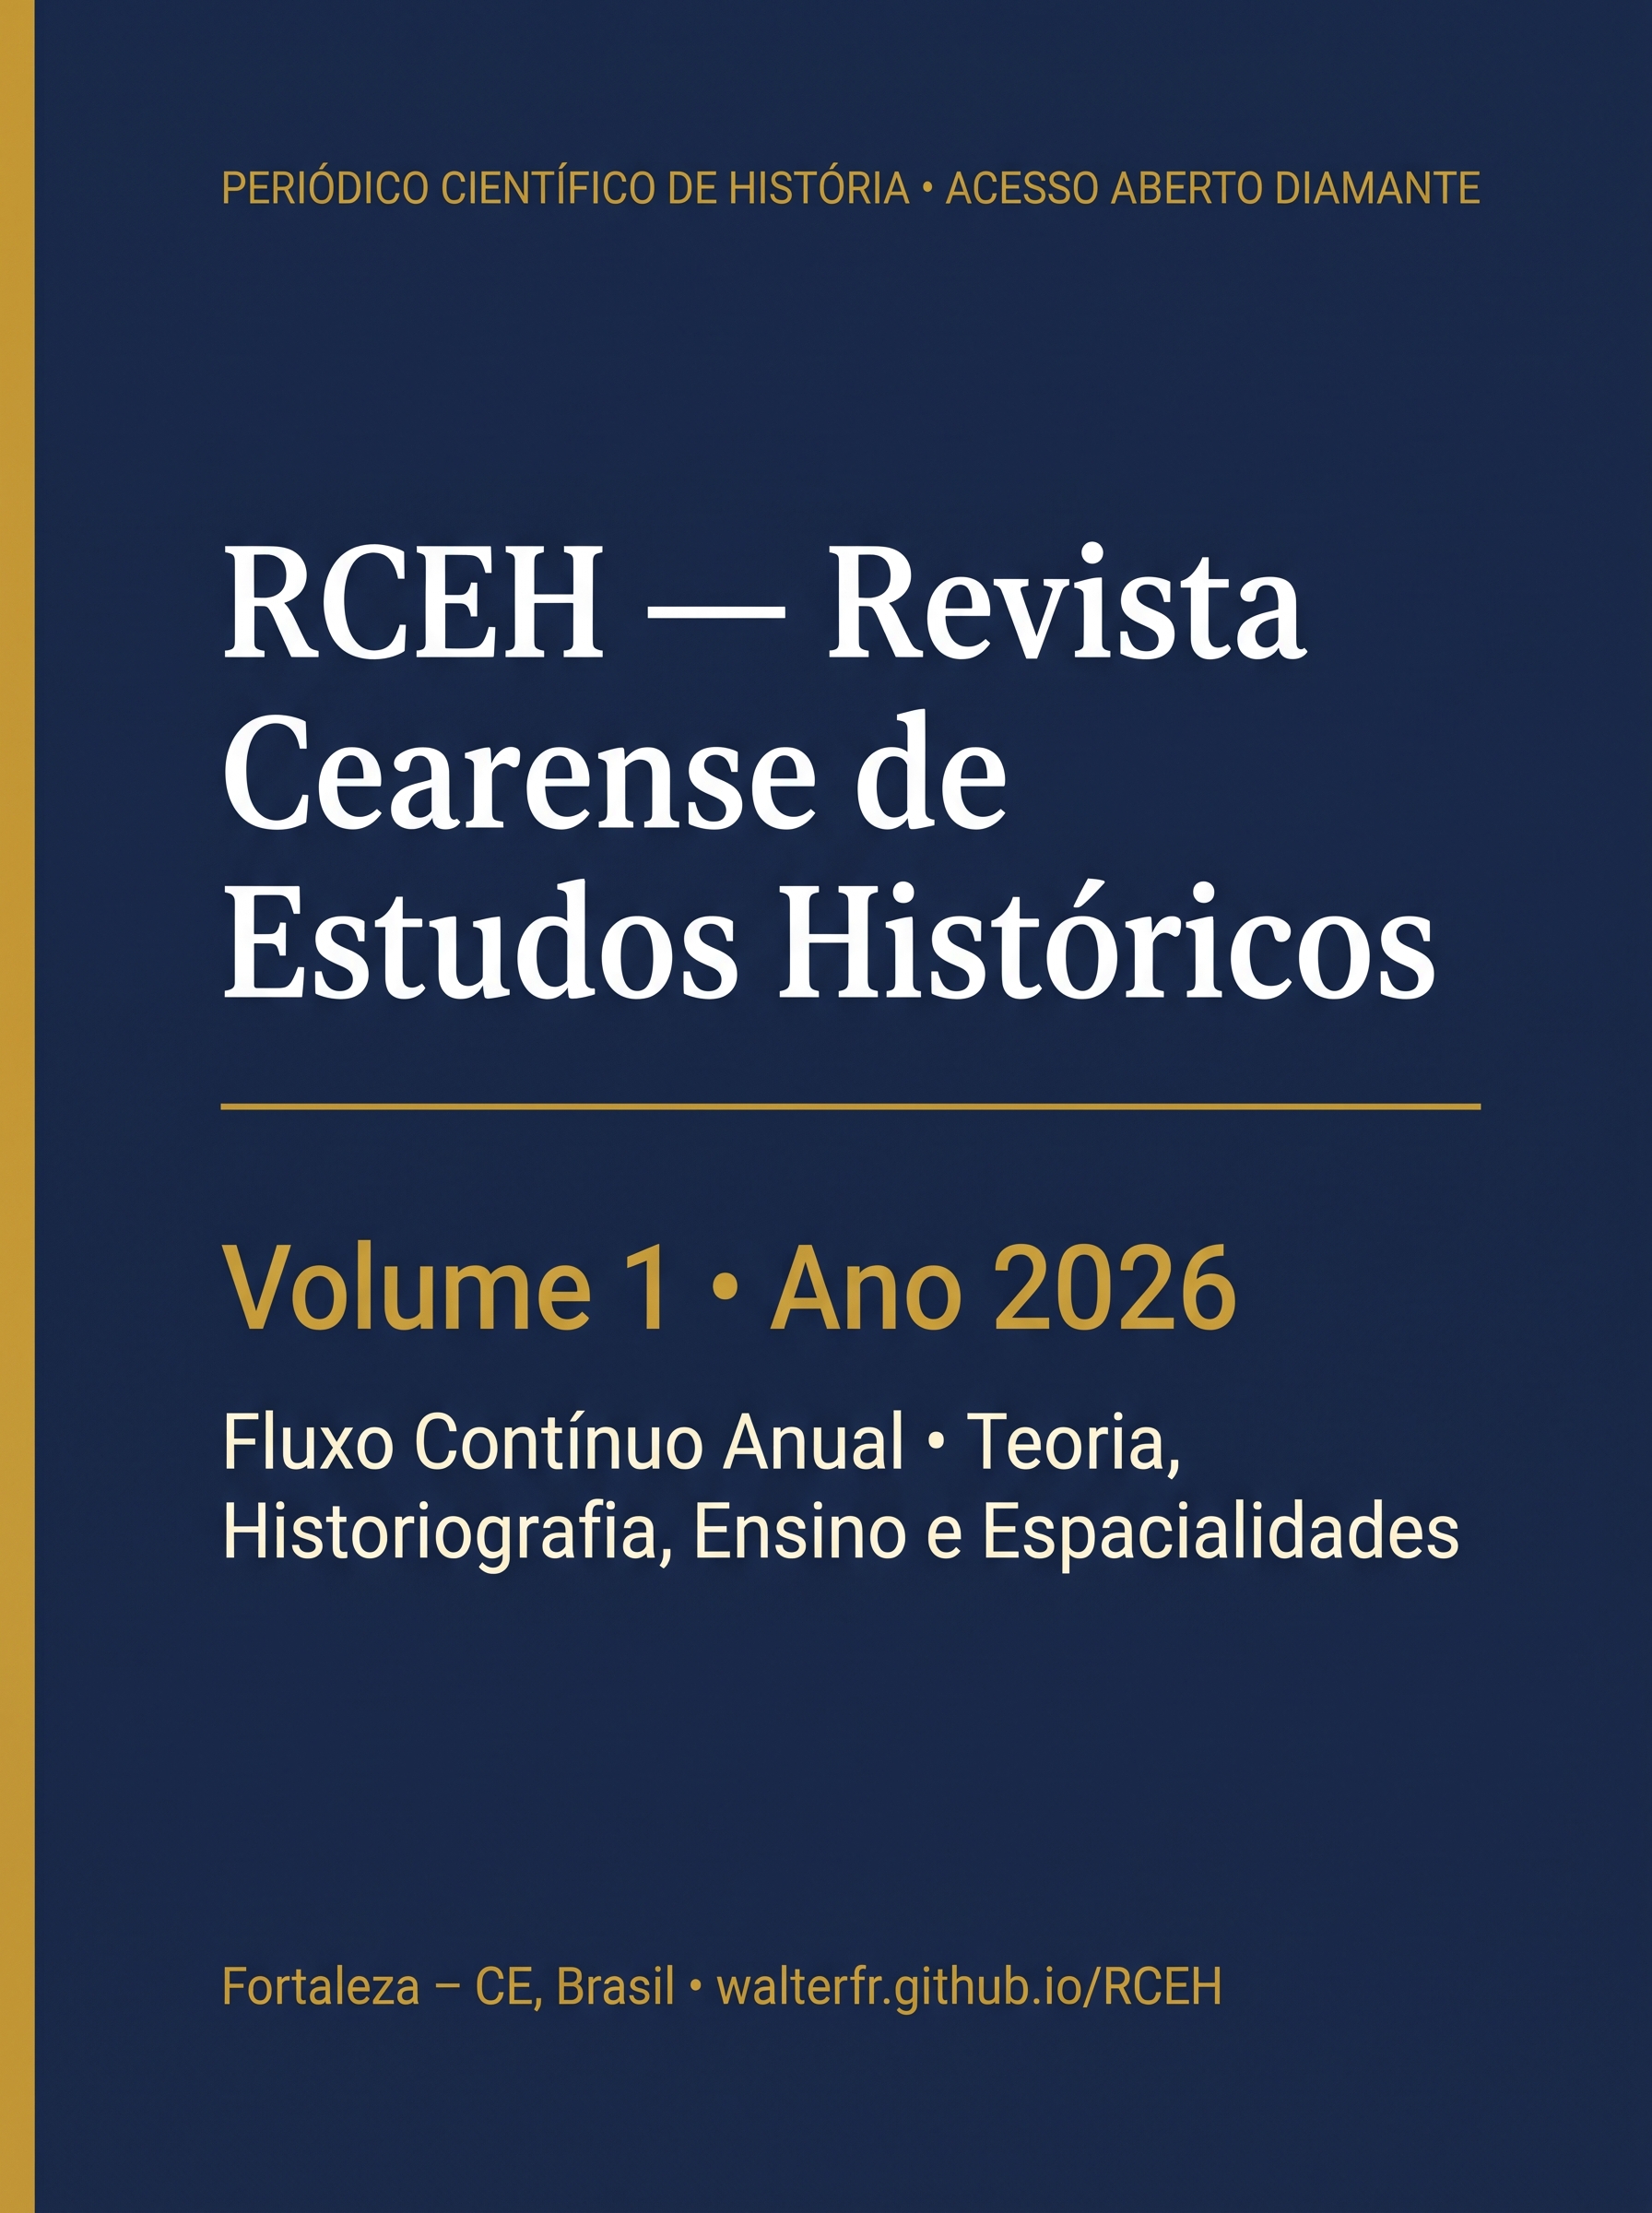 PERIÓDICO CIENTÍFICO DE HISTÓRIA • ACESSO ABERTO DIAMANTE
RCEH — Revista
Cearense de
Estudos Históricos
Volume 1 • Ano 2026
Fluxo Contínuo Anual • Teoria,
Historiografia, Ensino e Espacialidades
Fortaleza – CE, Brasil • walterfr.github.io/RCEH